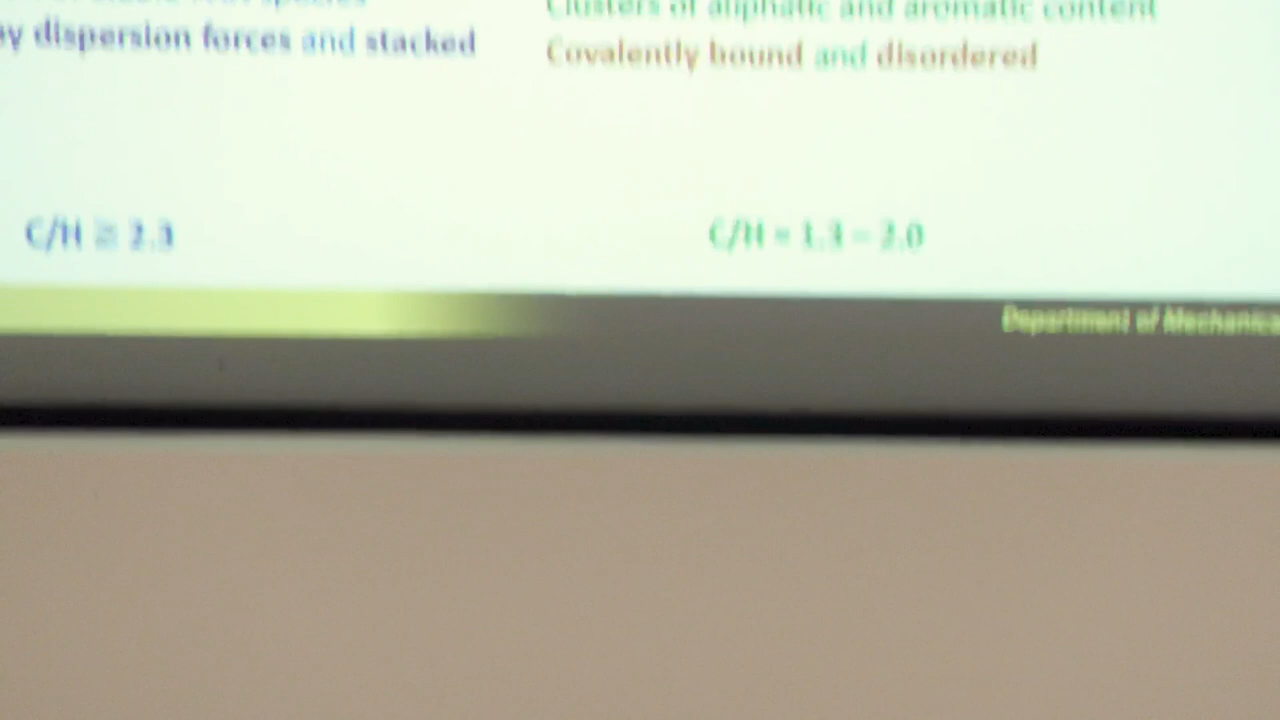 dispersion forces and stacked
Clusters of aliphatic and aromatic content
Covalently bound and disordered
C/H ≥ 2.3
C/H = 1.3 – 2.0
Department of